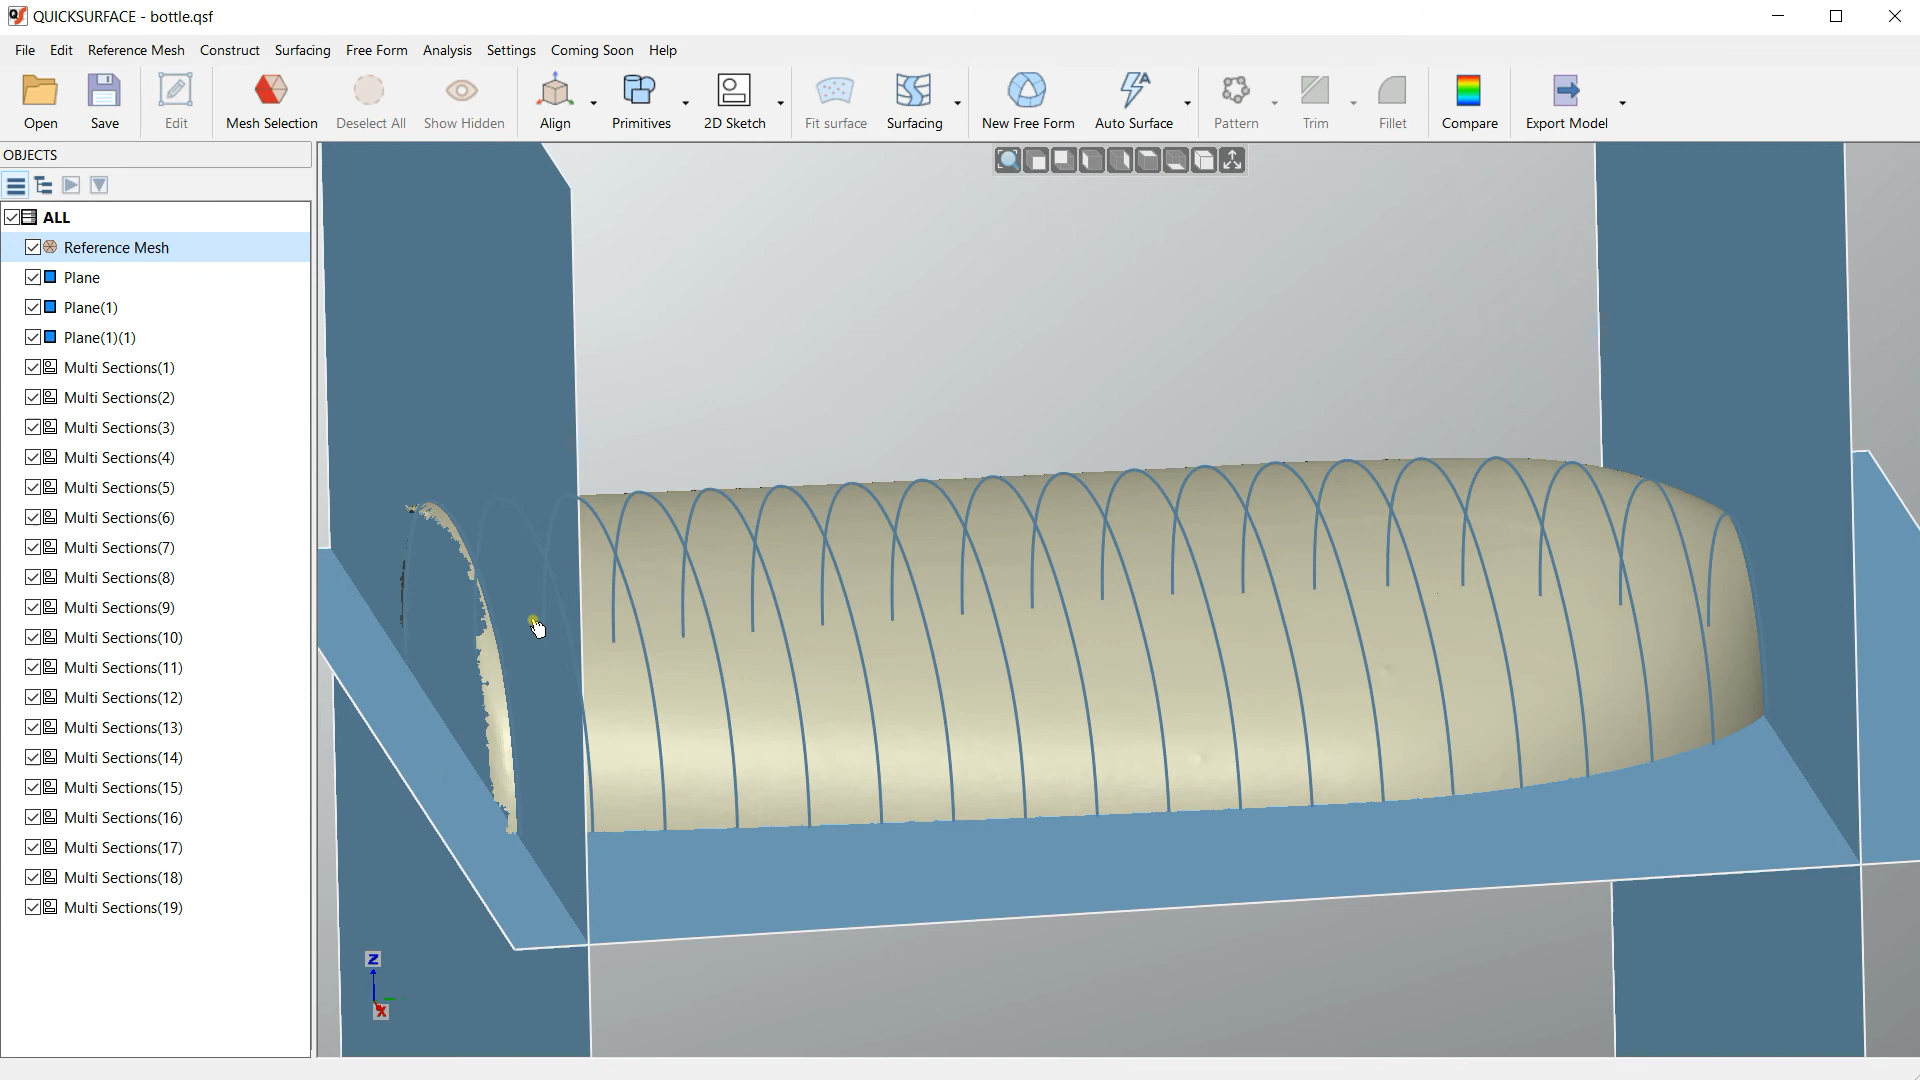 QUICKSURFACE - bottle.qsf
File Edit Reference Mesh Construct Surfacing Free Form Analysis Settings Coming Soon Help
Open Save Edit Mesh Selection Deselect All Show Hidden Align Primitives 2D Sketch Fit surface Surfacing New Free Form Auto Surface Pattern Trim Fillet Compare Export Model
OBJECTS
ALL
Reference Mesh
Plane
Plane(1)
Plane(1)(1)
Multi Sections(1)
Multi Sections(2)
Multi Sections(3)
Multi Sections(4)
Multi Sections(5)
Multi Sections(6)
Multi Sections(7)
Multi Sections(8)
Multi Sections(9)
Multi Sections(10)
Multi Sections(11)
Multi Sections(12)
Multi Sections(13)
Multi Sections(14)
Multi Sections(15)
Multi Sections(16)
Multi Sections(17)
Multi Sections(18)
Multi Sections(19)
Z
X